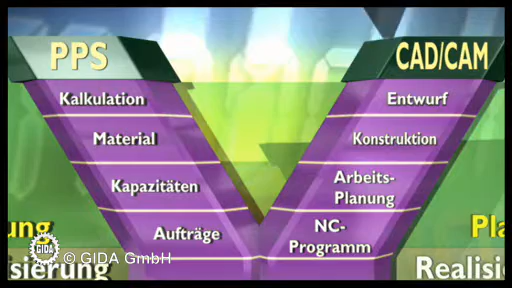 PPS
CAD/CAM
Kalkulation
Entwurf
Material
Konstruktion
Kapazitäten
Arbeits-
Planung
Aufträge
NC-
Programm
ung
Pla
GIDA
© GIDA GmbH
sierung
Realisi